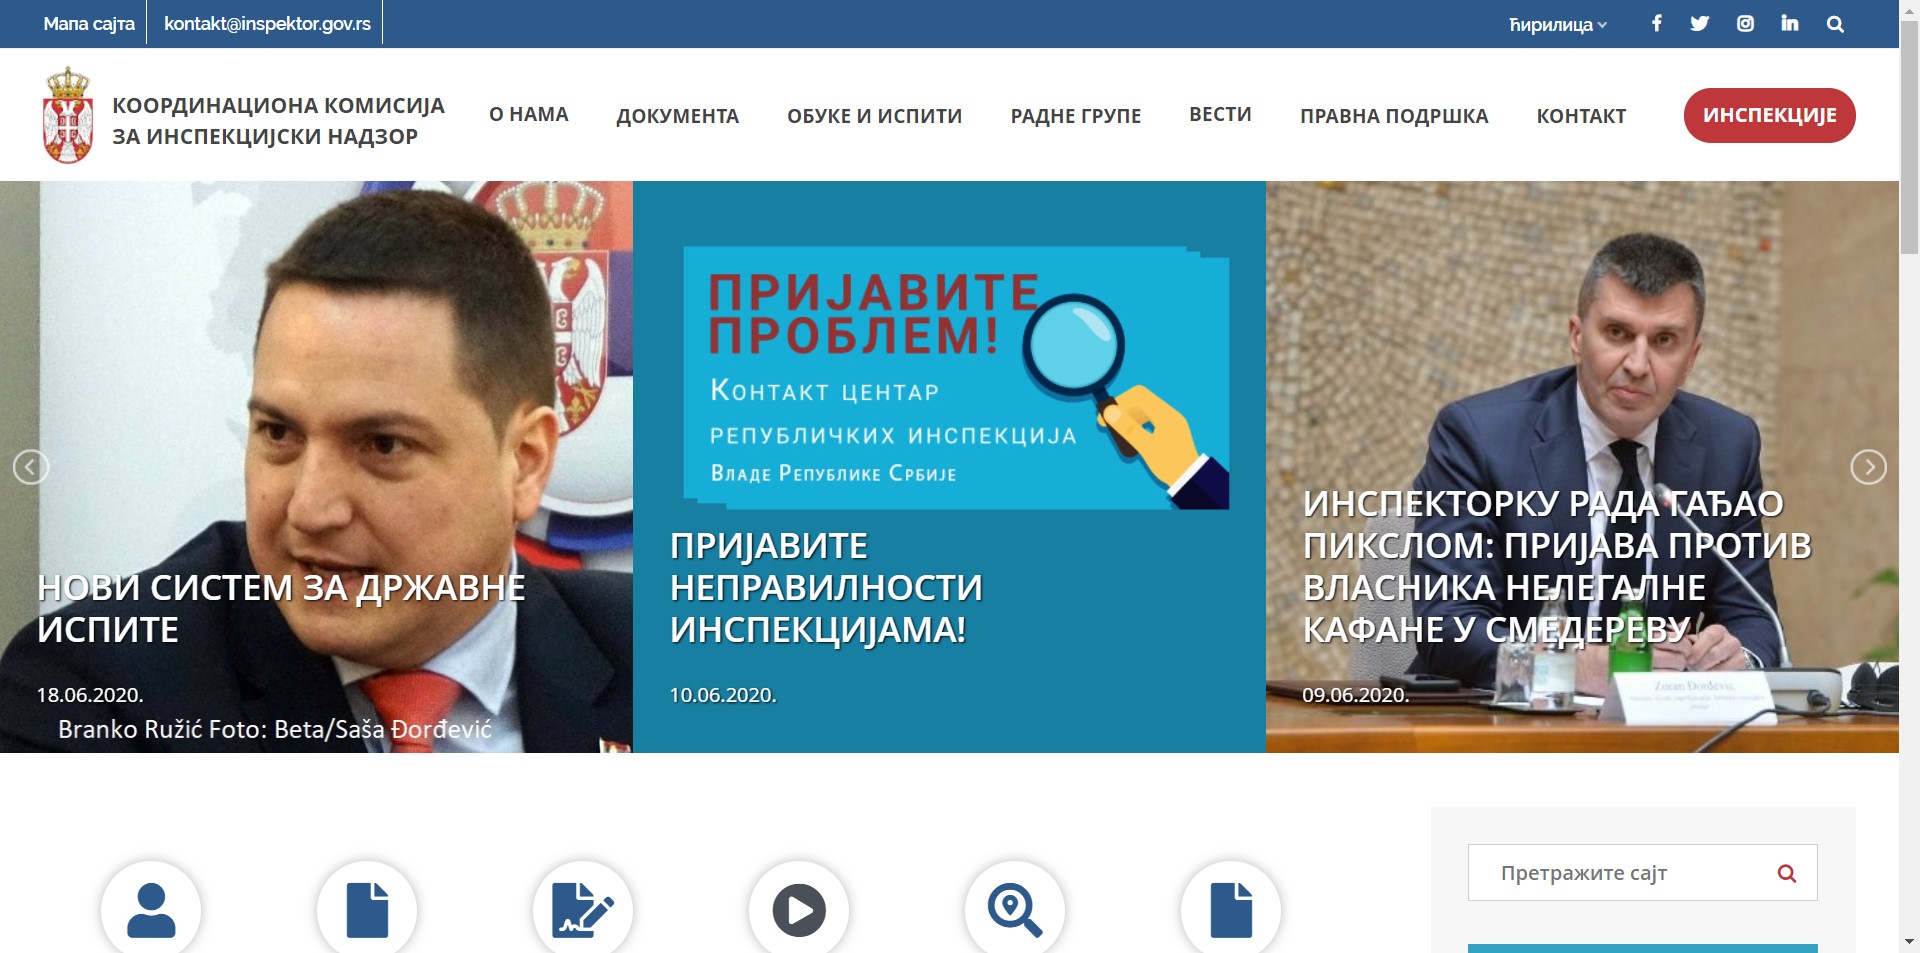 Мапа сајта
kontakt@inspektor.gov.rs
Ћирилица
КООРДИНАЦИОНА КОМИСИЈА
ЗА ИНСПЕКЦИЈСКИ НАДЗОР
О НАМА
ДОКУМЕНТА
ОБУКЕ И ИСПИТИ
РАДНЕ ГРУПЕ
ВЕСТИ
ПРАВНА ПОДРШКА
КОНТАКТ
ИНСПЕКЦИЈЕ
НОВИ СИСТЕМ ЗА ДРЖАВНЕ
ИСПИТЕ
18.06.2020.
Branko Ružić Foto: Beta/Saša Đorđević
ПРИЈАВИТЕ
ПРОБЛЕМ!
Контакт центар
републичких инспекција
Владе Републике Србије
ПРИЈАВИТЕ
НЕПРАВИЛНОСТИ
ИНСПЕКЦИЈАМА!
10.06.2020.
ИНСПЕКТОРКУ РАДА ГАЂАО
ПИКСЛОМ: ПРИЈАВА ПРОТИВ
ВЛАСНИКА НЕЛЕГАЛНЕ
КАФАНЕ У СМЕДЕРЕВУ
09.06.2020.
Zoran Đorđević
Претражите сајт